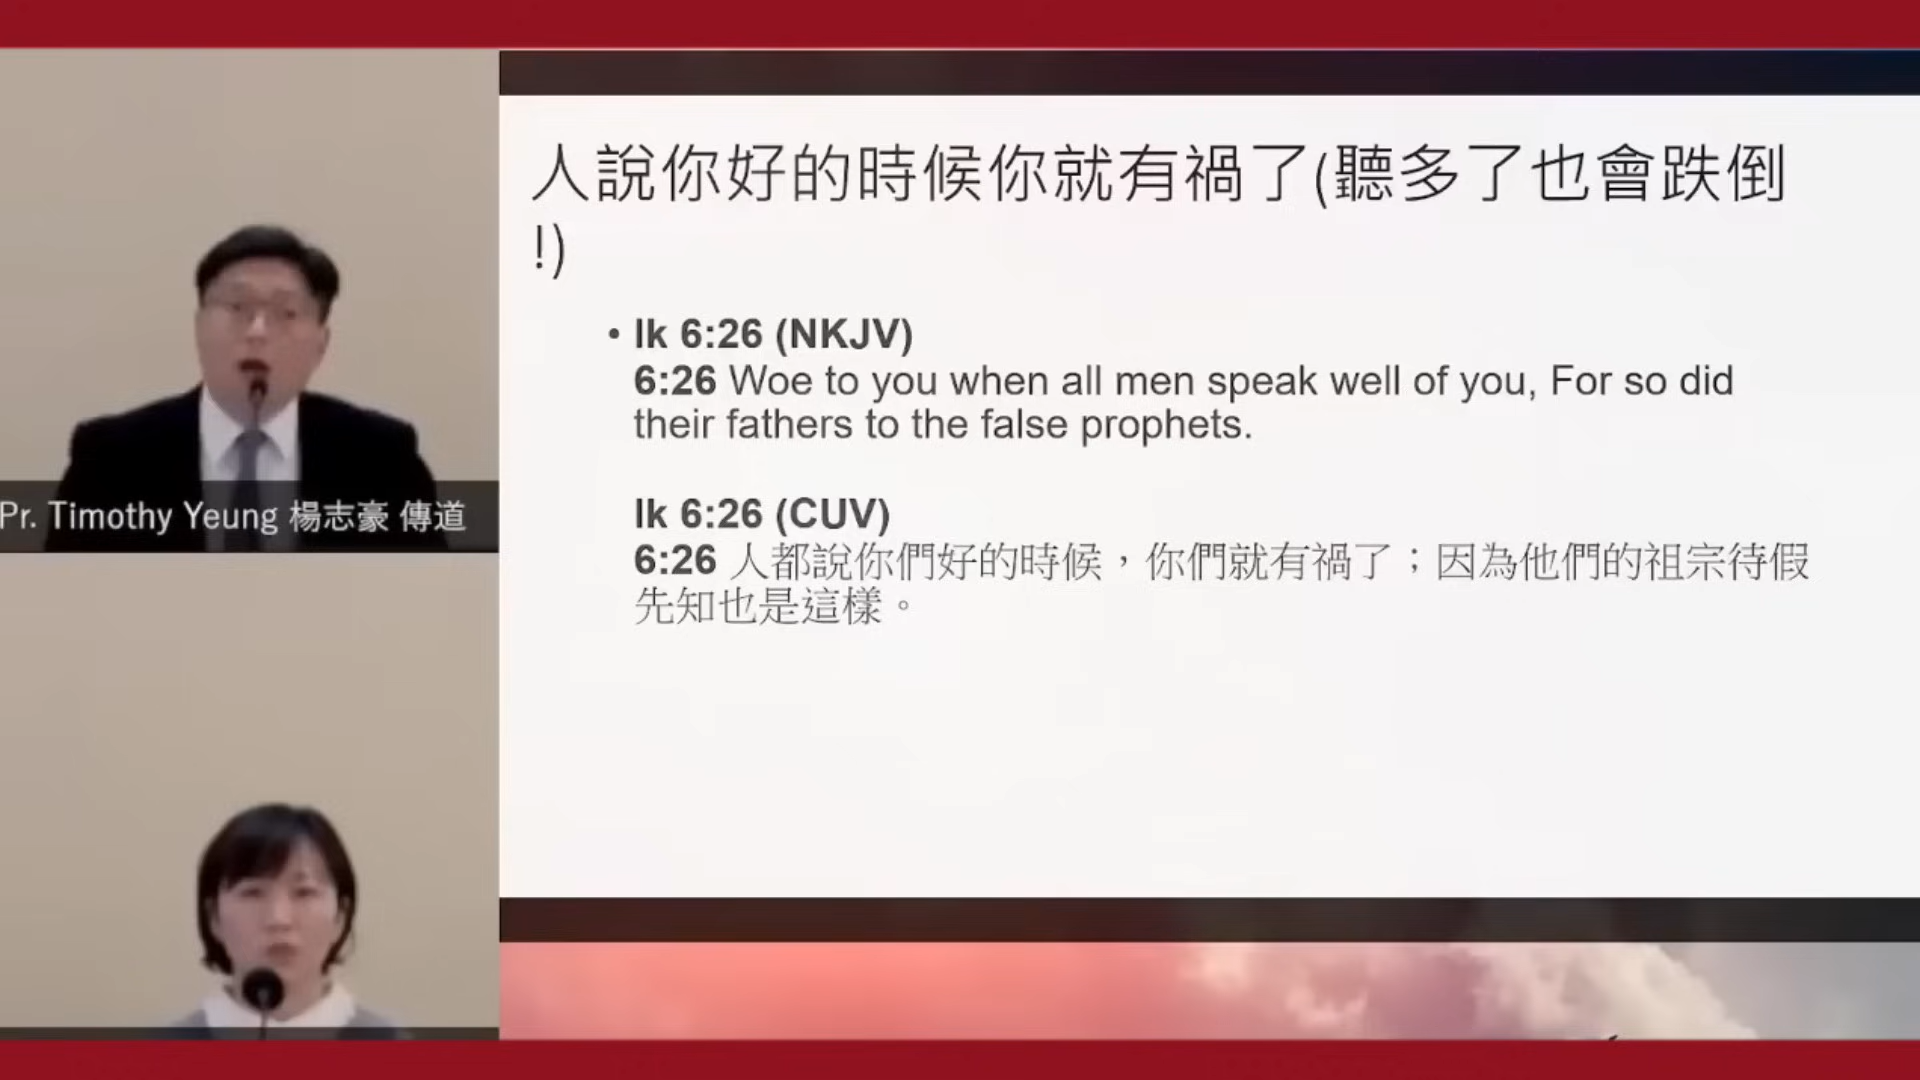 人說你好的時候你就有禍了(聽多了也會跌倒
!)
• lk 6:26 (NKJV)
6:26 Woe to you when all men speak well of you, For so did
their fathers to the false prophets.
lk 6:26 (CUV)
6:26 人都說你們好的時候，你們就有禍了；因為他們的祖宗待假
先知也是這樣。
Pr. Timothy Yeung 楊志豪 傳道